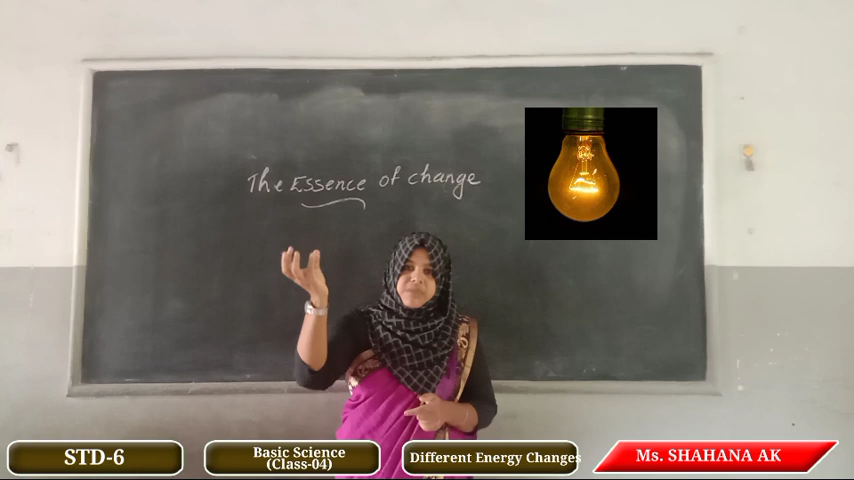 The Essence of change
STD-6
Basic Science
(Class-04)
Different Energy Changes
Ms. SHAHANA AK